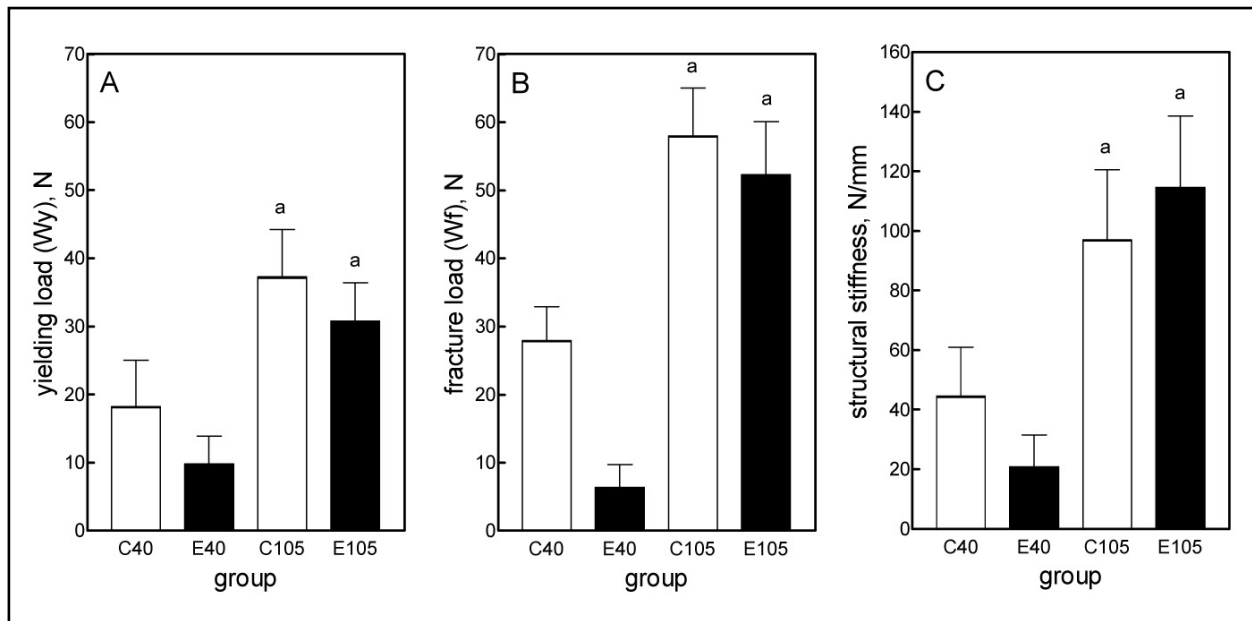 A
yielding load (Wy), N
70
60
50
40
30
20
10
0
a
a
C40 E40 C105 E105
group
B
fracture load (Wf), N
70
60
50
40
30
20
10
0
a
a
C40 E40 C105 E105
group
C
structural stiffness, N/mm
160
140
120
100
80
60
40
20
0
a
a
C40 E40 C105 E105
group